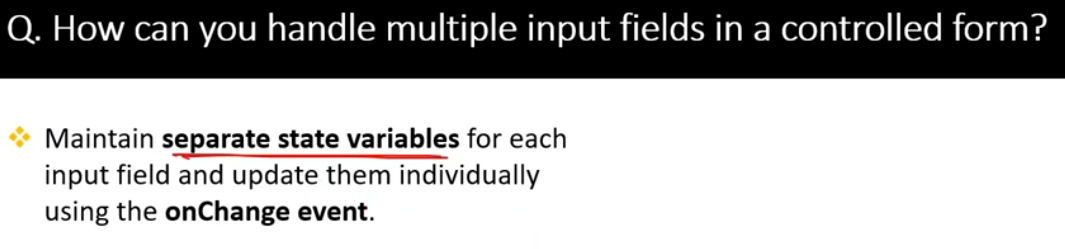 Q. How can you handle multiple input fields in a controlled form?
Maintain separate state variables for each
input field and update them individually
using the onChange event.